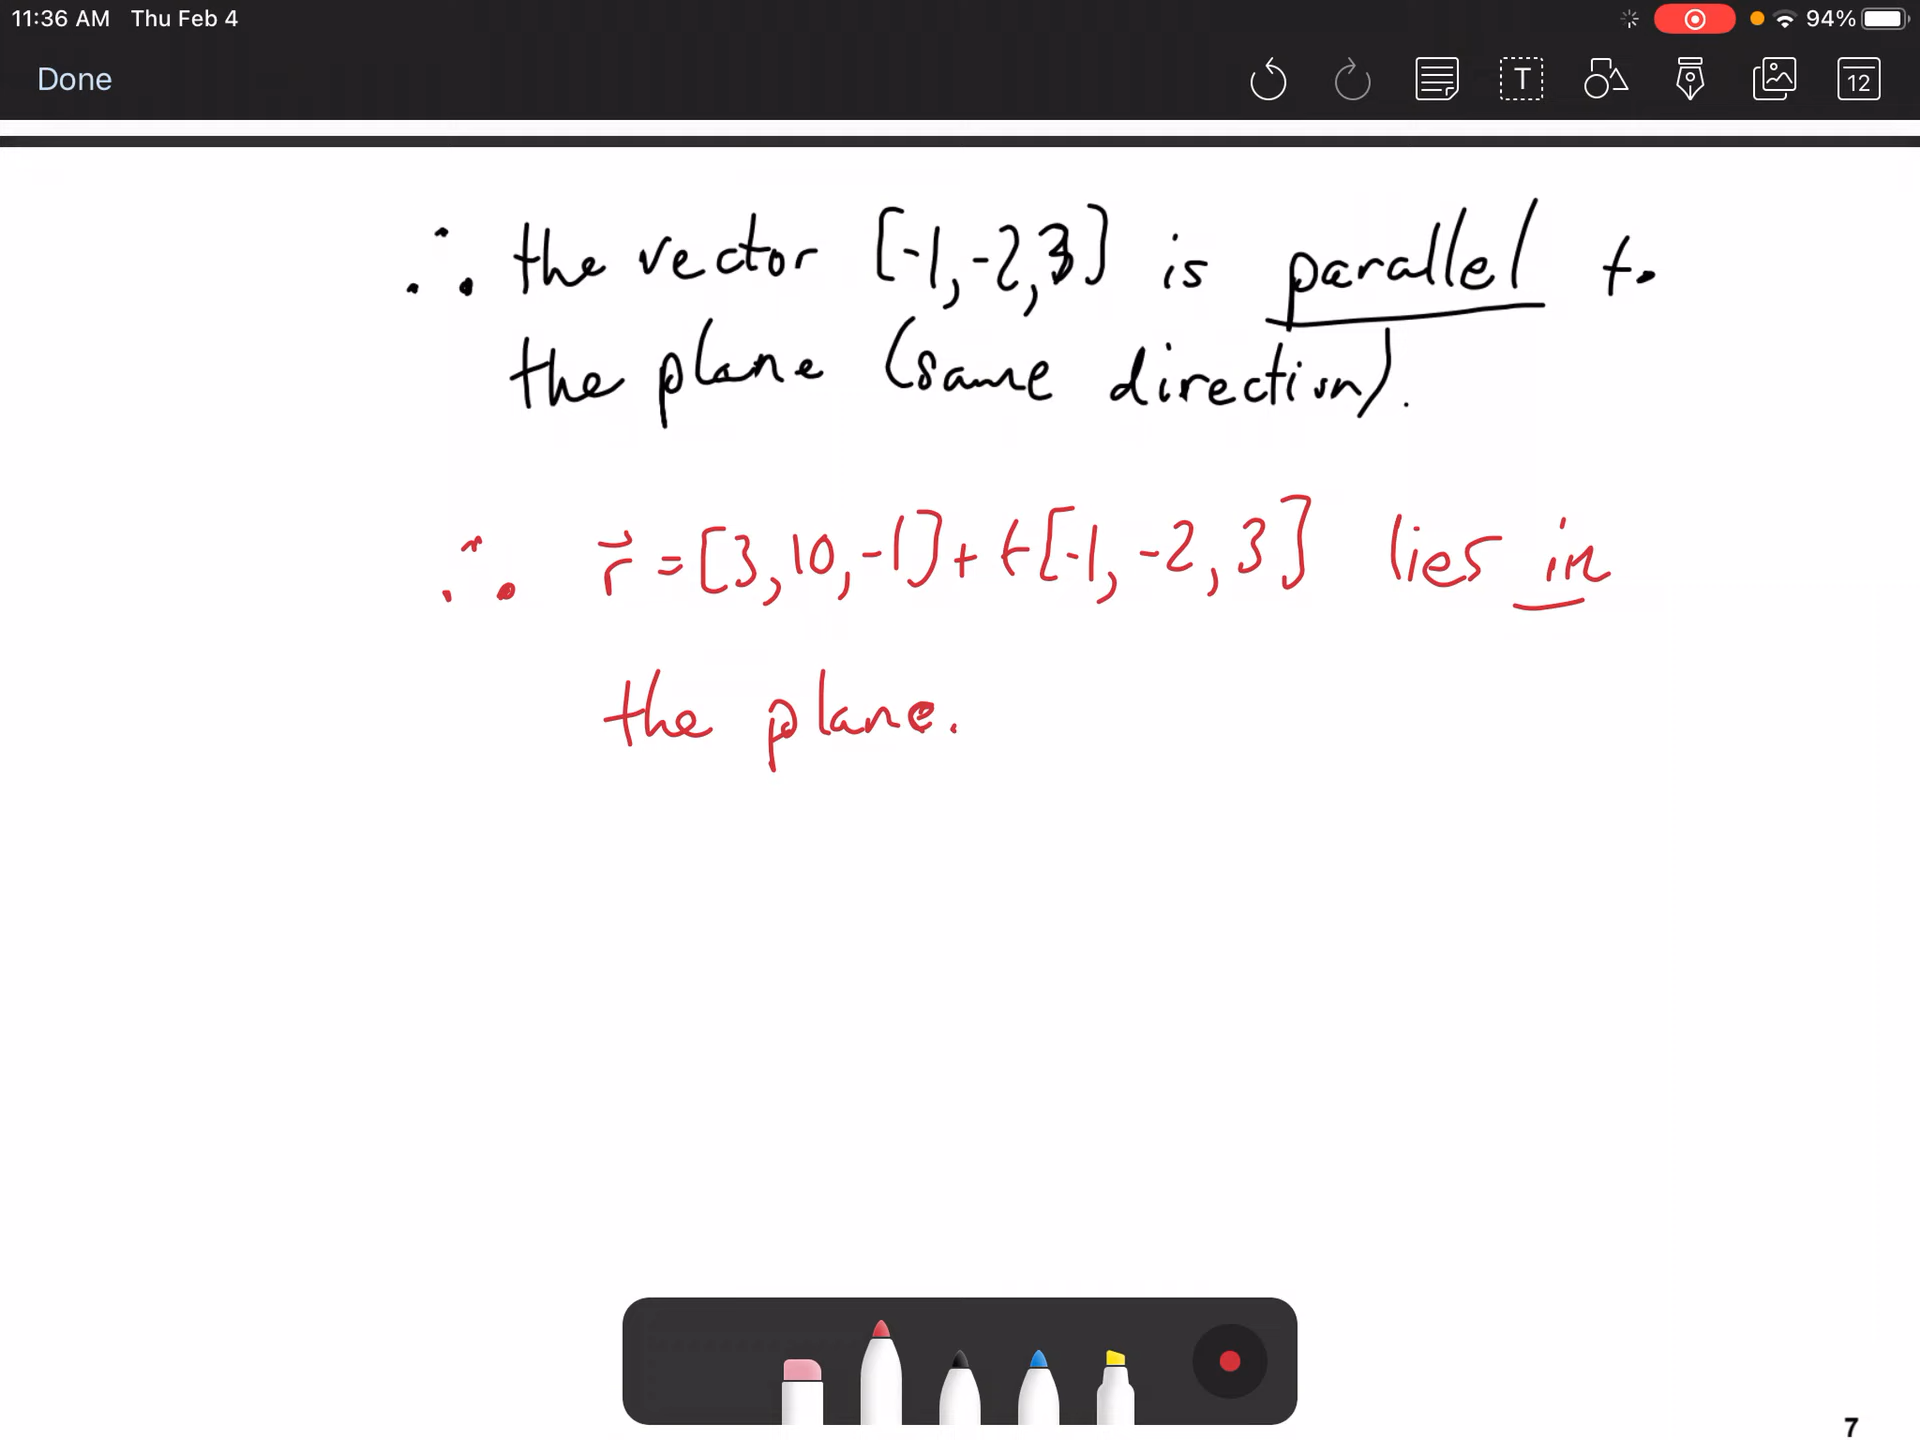 11:36 AM Thu Feb 4
94%
Done
T
12
∴ the vector [-1,-2,3] is parallel to
the plane (same direction).
∴ r⃗ = [3,10,-1] + t[-1,-2,3] lies in
the plane.
7